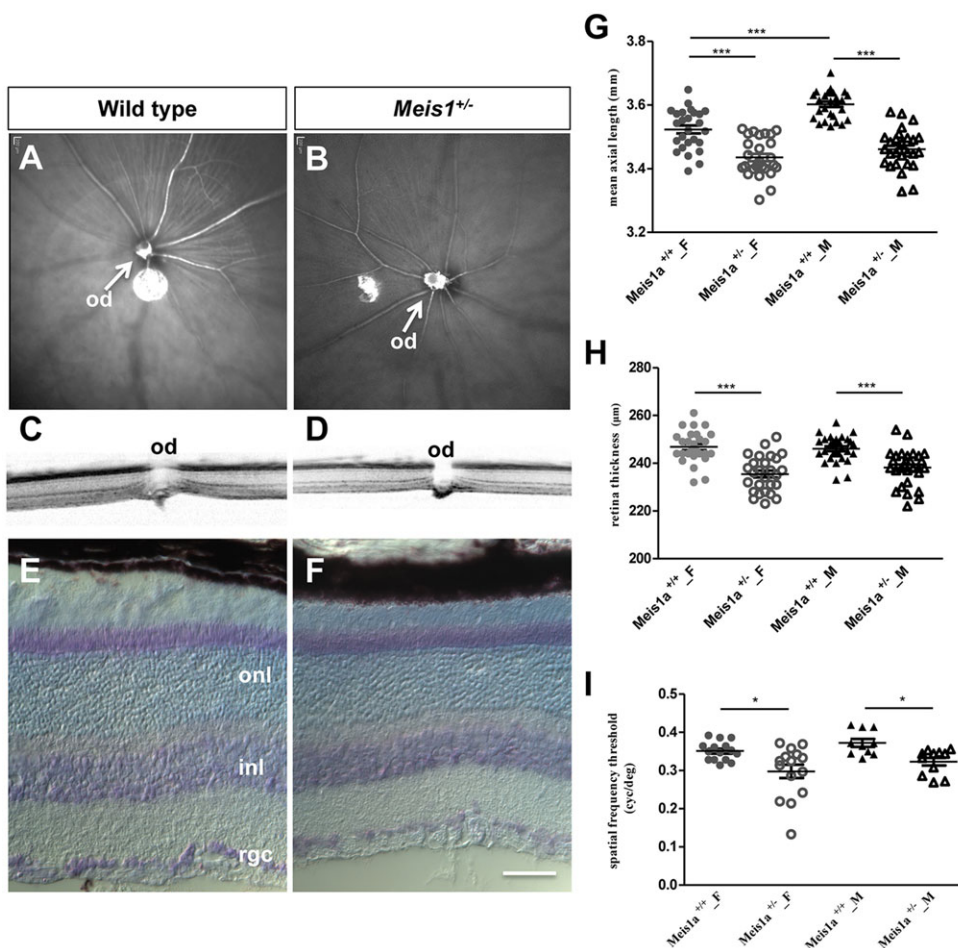 Wild type
Meis1+/-
A
B
od
od
C
D
od
od
E
F
onl
inl
rgc
G
***
***
***
mean axial length (mm)
3.8
3.6
3.4
3.2
Meis1a+/+_F
Meis1a+/-_F
Meis1a+/+_M
Meis1a+/-_M
H
***
***
retina thickness (µm)
280
260
240
220
200
Meis1a+/+_F
Meis1a+/-_F
Meis1a+/+_M
Meis1a+/-_M
I
*
*
spatial frequency threshold
(cyc/deg)
0.5
0.4
0.3
0.2
0.1
0.0
Meis1a+/+_F
Meis1a+/-_F
Meis1a+/+_M
Meis1a+/-_M